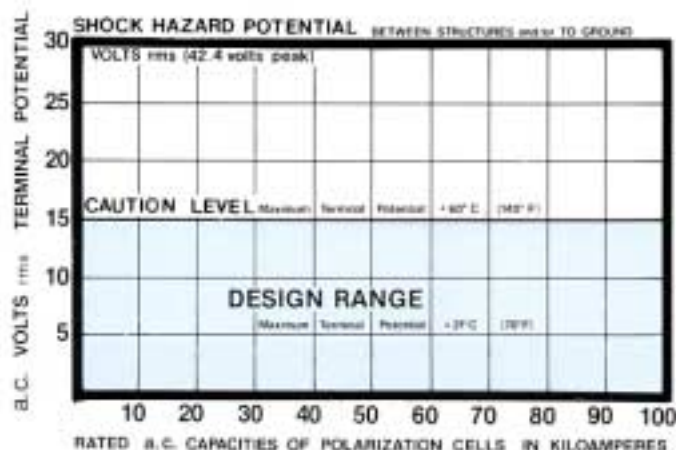 SHOCK HAZARD POTENTIAL BETWEEN STRUCTURES and/or TO GROUND
30
VOLTS rms (42.4 volts peak)
25
20
15
CAUTION LEVEL Maximum Terminal Potential + 60° C (140° F)
10
DESIGN RANGE
Maximum Terminal Potential
5
10 20 30 40 50 60 70 80 90 100
RATED a.c. CAPACITIES OF POLARIZATION CELLS IN KILOAMPERES
a.c. VOLTS rms TERMINAL POTENTIAL